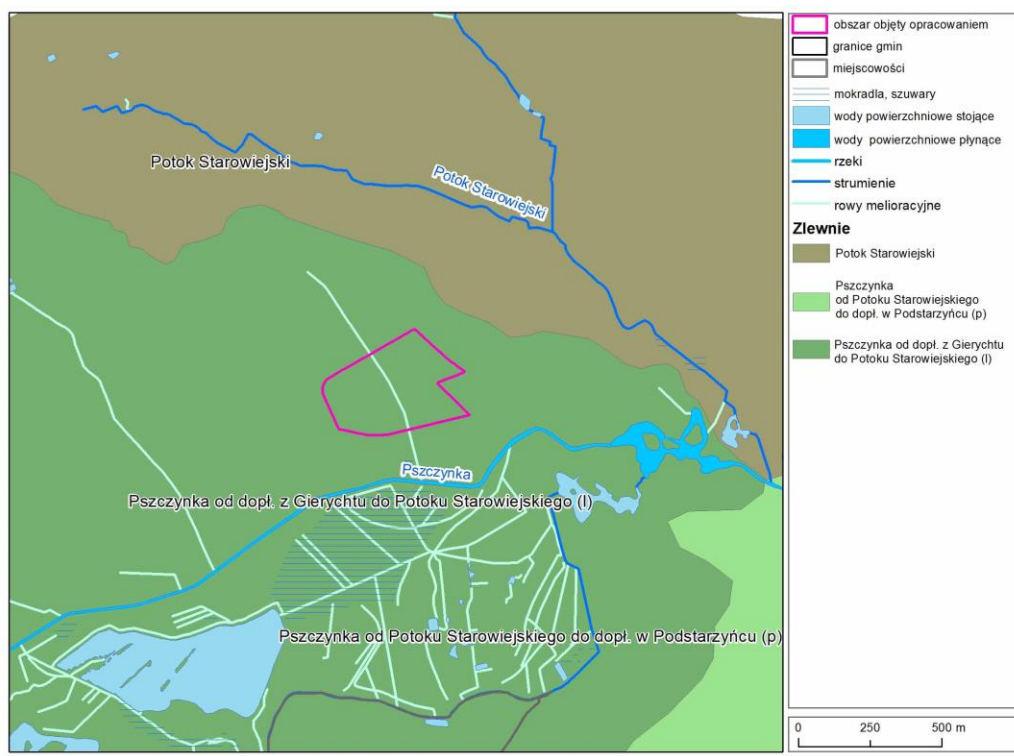 Potok Starowiejski
Potok Starowiejski
Pszczynka
Pszczynka od dopł. z Gierychtu do Potoku Starowiejskiego (l)
Pszczynka od Potoku Starowiejskiego do dopł. w Podstarzyńcu (p)
obszar objęty opracowaniem
granice gmin
miejscowości
mokradła, szuwary
wody powierzchniowe stojące
wody powierzchniowe płynące
rzeki
strumienie
rowy melioracyjne
Zlewnie
Potok Starowiejski
Pszczynka
od Potoku Starowiejskiego
do dopł. w Podstarzyńcu (p)
Pszczynka od dopł. z Gierychtu
do Potoku Starowiejskiego (l)
0 250 500 m